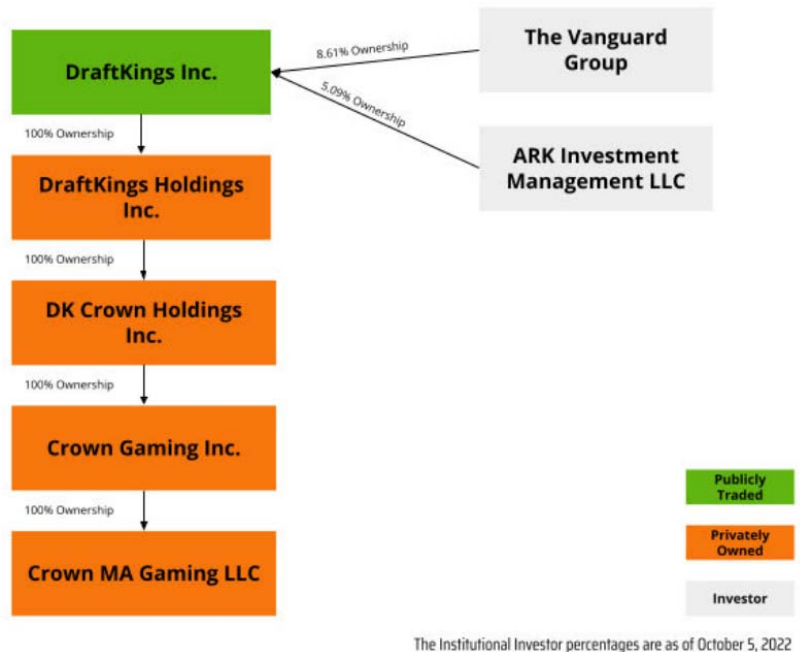 DraftKings Inc.
8.61% Ownership
The Vanguard
Group
5.09% Ownership
ARK Investment
Management LLC
100% Ownership
DraftKings Holdings
Inc.
100% Ownership
DK Crown Holdings
Inc.
100% Ownership
Crown Gaming Inc.
100% Ownership
Crown MA Gaming LLC
Publicly
Traded
Privately
Owned
Investor
The Institutional Investor percentages are as of October 5, 2022